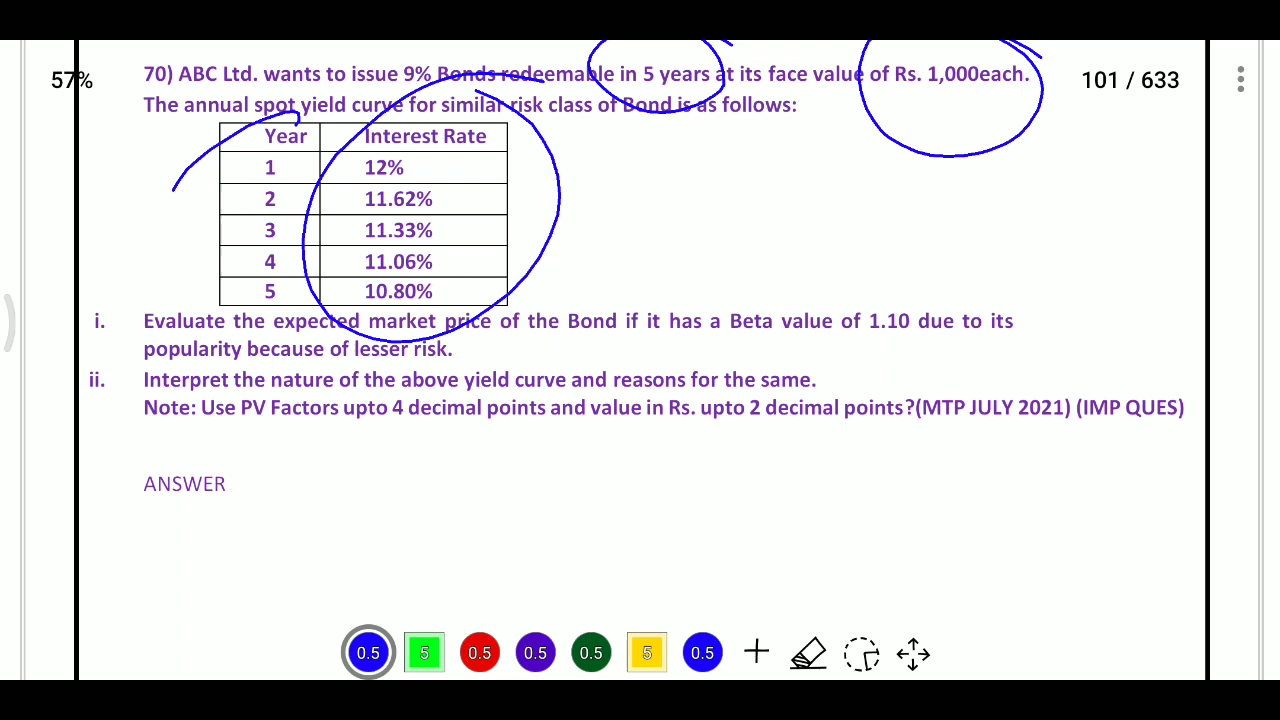 57%
70) ABC Ltd. wants to issue 9% Bonds redeemable in 5 years at its face value of Rs. 1,000each.
101 / 633
The annual spot yield curve for similar risk class of Bond is as follows:
Year Interest Rate
1 12%
2 11.62%
3 11.33%
4 11.06%
5 10.80%
i. Evaluate the expected market price of the Bond if it has a Beta value of 1.10 due to its
popularity because of lesser risk.
ii. Interpret the nature of the above yield curve and reasons for the same.
Note: Use PV Factors upto 4 decimal points and value in Rs. upto 2 decimal points?(MTP JULY 2021) (IMP QUES)
ANSWER
0.5 5 0.5 0.5 0.5 5 0.5